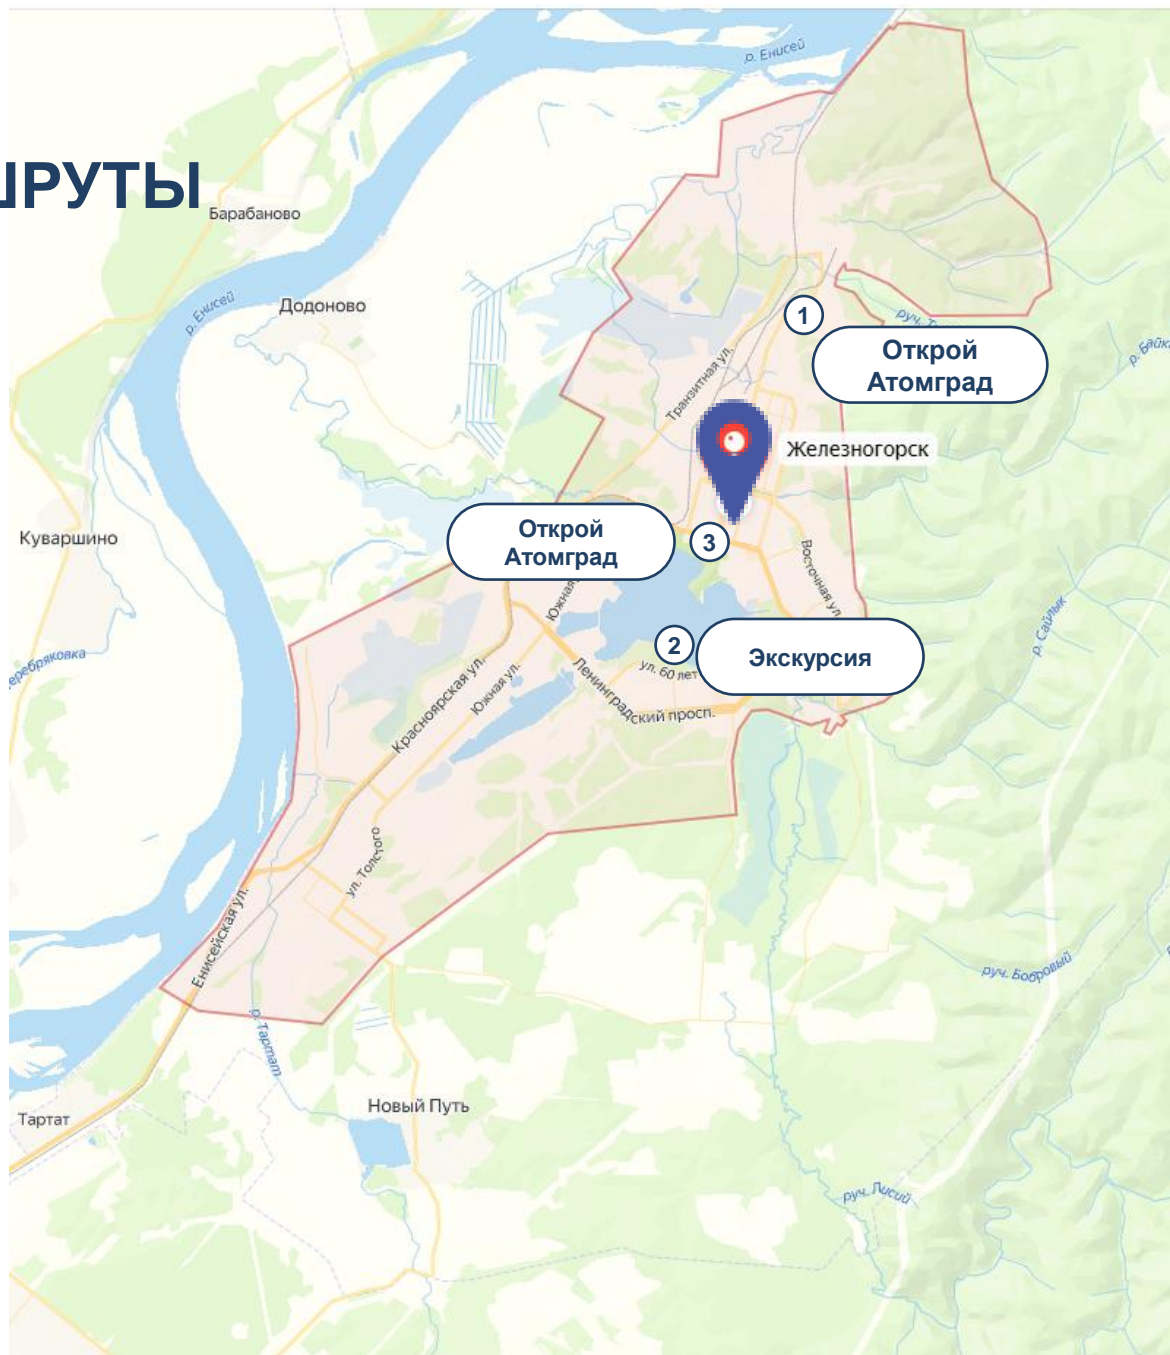 р. Енисей
ШРУТЫ
Барабаново
р. Енисей
Додоново
1
Открой
Атомград
Транзитная ул.
Железногорск
Куваршино
Открой
Атомград
3
Восточная ул.
Южная
р. Сайлык
2
Экскурсия
ул. 60 лет
Ленинградский просп.
Красноярская ул.
Южная ул.
ул. Толстого
Енисейская ул.
руч. Бобровый
р. Тартат
Новый Путь
Тартат
руч. Лисий